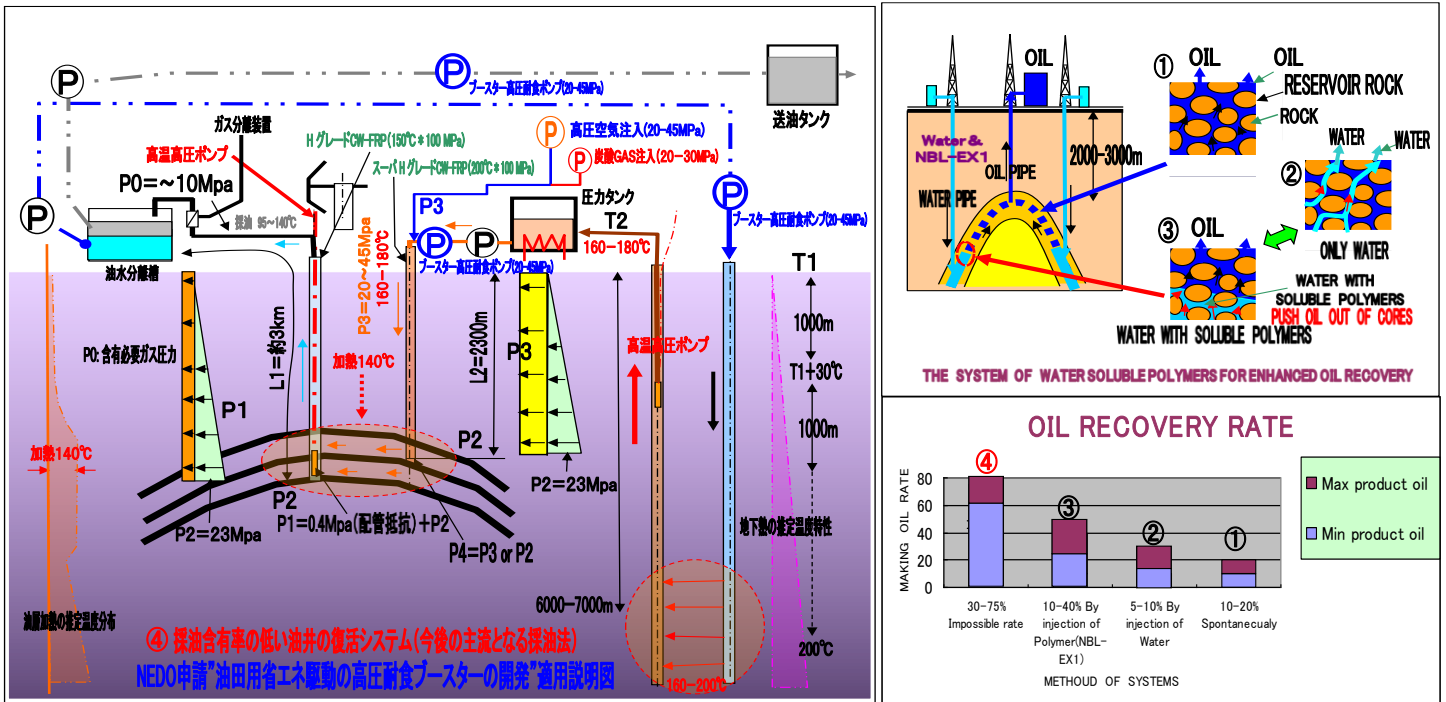 P
P
ブースター高圧耐食ポンプ(20-45MPa)
送油タンク
ガス分離装置
高温高圧ポンプ
P0=~10Mpa
採油 95~140℃
P
油水分離槽
H グレードCW-FRP(150℃*100 MPa)
スーパ HグレードCW-FRP(200℃*100 MPa)
P
高圧空気注入(20-45MPa)
P
炭酸GAS注入(20-30MPa)
圧力タンク
P3
T2
160-180℃
P
P
ブースター高圧耐食ポンプ(20-45MPa)
P
ブースター高圧耐食ポンプ(20-45MPa)
P0:含有必要ガス圧力
P1
P2=23Mpa
L1=約3km
P3=20~45Mpa
160-180℃
加熱140℃
L2=2300m
P3
P2=23Mpa
P2
P2
P1=0.4Mpa(配管抵抗)+P2
P4=P3 or P2
高温高圧ポンプ
T1
1000m
T1+30℃
1000m
地下熱の推定温度特性
200℃
6000-7000m
160-200℃
加熱140℃
油層加熱の推定温度分布
④ 採油含有率の低い油井の復活システム(今後の主流となる採油法)
NEDO申請”油田用省エネ駆動の高圧耐食ブースターの開発”適用説明図
Water &
NBL-EX1
WATER PIPE
OIL PIPE
2000-3000m
①
OIL
OIL
RESERVOIR ROCK
ROCK
WATER
WATER
②
ONLY WATER
③
OIL
WATER WITH
SOLUBLE POLYMERS
PUSH OIL OUT OF CORES
WATER WITH SOLUBLE POLYMERS
THE SYSTEM OF WATER SOLUBLE POLYMERS FOR ENHANCED OIL RECOVERY
OIL RECOVERY RATE
MAKING OIL RATE
80
60
40
20
0
④
③
②
①
30-75%
Impossible rate
10-40% By
injection of
Polymer(NBL-
EX1)
5-10% By
injection of
Water
10-20%
Spontanecualy
METHOUD OF SYSTEMS
Max product oil
Min product oil